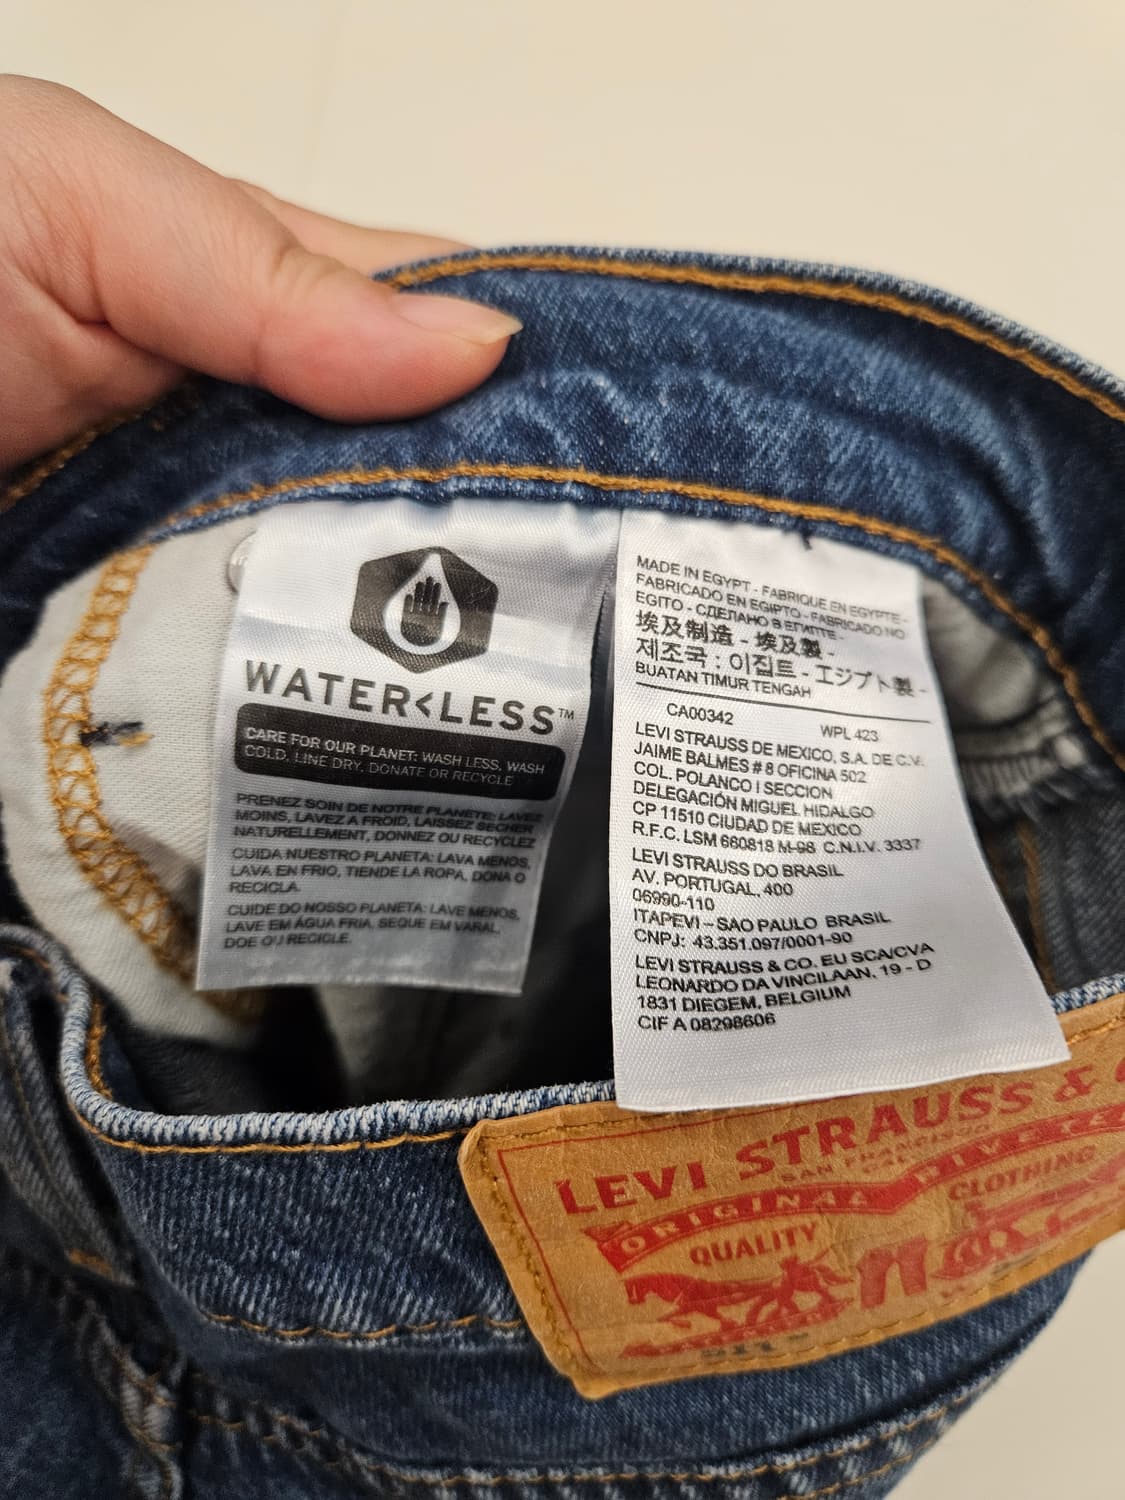 WATER<LESS™
CARE FOR OUR PLANET: WASH LESS, WASH
COLD, LINE DRY, DONATE OR RECYCLE
PRENEZ SOIN DE NOTRE PLANETE: LAVEZ
MOINS, LAVEZ A FROID, LAISSEZ SECHER
NATURELLEMENT, DONNEZ OU RECYCLEZ
CUIDA NUESTRO PLANETA: LAVA MENOS,
LAVA EN FRIO, TIENDE LA ROPA, DONA O
RECICLA.
CUIDE DO NOSSO PLANETA: LAVE MENOS,
LAVE EM ÁGUA FRIA, SEQUE EM VARAL,
DOE OU RECICLE.
MADE IN EGYPT - FABRIQUE EN EGYPTE -
FABRICADO EN EGIPTO - FABRICADO NO
EGITO - СДЕЛАНО В ЕГИПТЕ -
埃及制造 - 埃及製 -
제조국 : 이집트 - エジプト製 -
BUATAN TIMUR TENGAH
CA00342 WPL 423
LEVI STRAUSS DE MEXICO, S.A. DE C.V.
JAIME BALMES # 8 OFICINA 502
COL. POLANCO I SECCION
DELEGACIÓN MIGUEL HIDALGO
CP 11510 CIUDAD DE MEXICO
R.F.C. LSM 660818 M-98 C.N.I.V. 3337
LEVI STRAUSS DO BRASIL
AV. PORTUGAL, 400
06990-110
ITAPEVI – SAO PAULO BRASIL
CNPJ: 43.351.097/0001-90
LEVI STRAUSS & CO. EU SCA/CVA
LEONARDO DA VINCILAAN, 19 - D
1831 DIEGEM, BELGIUM
CIF A 08298606
LEVI STRAUSS &
SAN FRANCISCO
ORIGINAL RIVETED
QUALITY CLOTHING